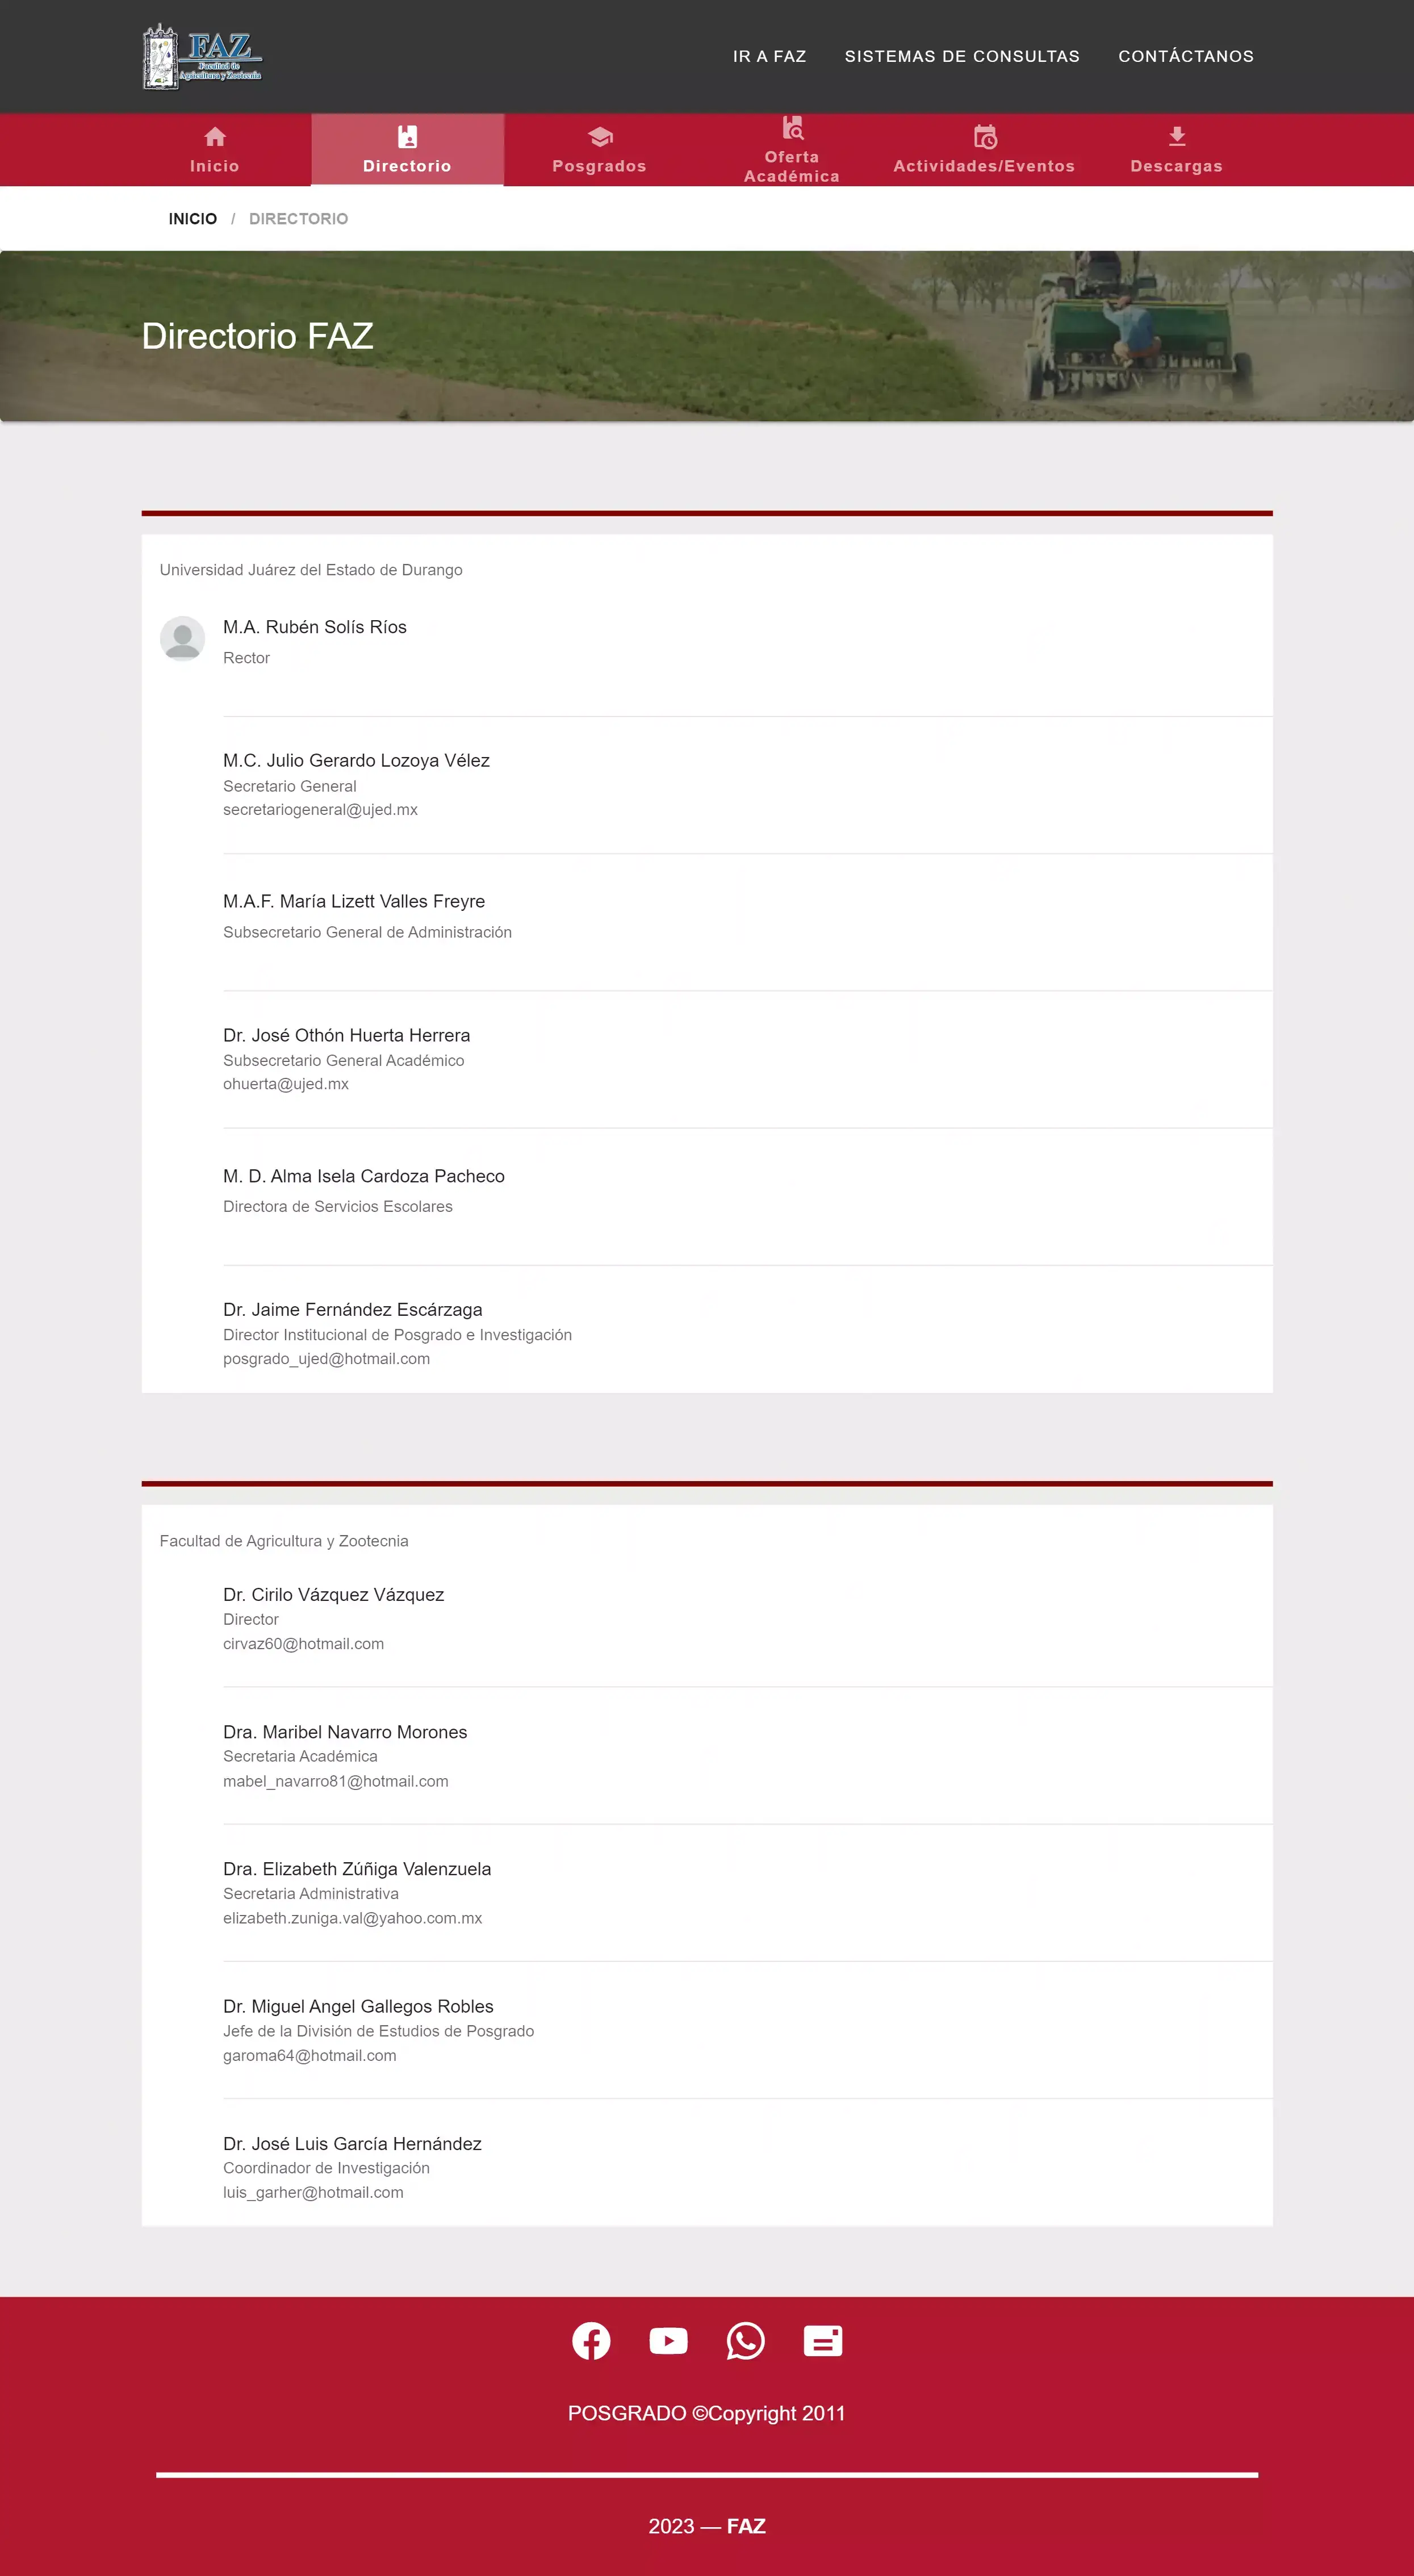 FAZ
Facultad de
Agricultura y Zootecnia
IR A FAZ
SISTEMAS DE CONSULTAS
CONTÁCTANOS
Inicio
Directorio
Posgrados
Oferta
Académica
Actividades/Eventos
Descargas
INICIO / DIRECTORIO
Directorio FAZ
Universidad Juárez del Estado de Durango
M.A. Rubén Solís Ríos
Rector
M.C. Julio Gerardo Lozoya Vélez
Secretario General
secretariogeneral@ujed.mx
M.A.F. María Lizett Valles Freyre
Subsecretario General de Administración
Dr. José Othón Huerta Herrera
Subsecretario General Académico
ohuerta@ujed.mx
M. D. Alma Isela Cardoza Pacheco
Directora de Servicios Escolares
Dr. Jaime Fernández Escárzaga
Director Institucional de Posgrado e Investigación
posgrado_ujed@hotmail.com
Facultad de Agricultura y Zootecnia
Dr. Cirilo Vázquez Vázquez
Director
cirvaz60@hotmail.com
Dra. Maribel Navarro Morones
Secretaria Académica
mabel_navarro81@hotmail.com
Dra. Elizabeth Zúñiga Valenzuela
Secretaria Administrativa
elizabeth.zuniga.val@yahoo.com.mx
Dr. Miguel Angel Gallegos Robles
Jefe de la División de Estudios de Posgrado
garoma64@hotmail.com
Dr. José Luis García Hernández
Coordinador de Investigación
luis_garher@hotmail.com
POSGRADO ©Copyright 2011
2023 — FAZ